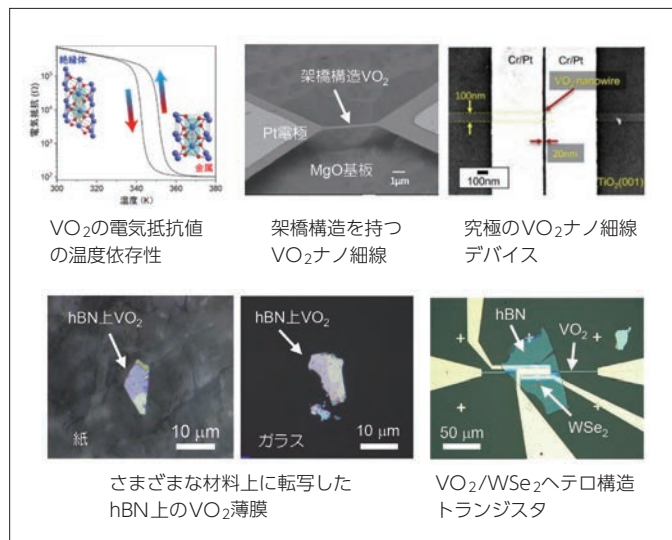 絶縁体
電気抵抗 (Ω)
10⁵
10⁴
10³
10²
金属
300 320 340 360 380
温度 (K)
VO₂の電気抵抗値
の温度依存性
架橋構造VO₂
Pt電極
MgO基板
1μm
架橋構造を持つ
VO₂ナノ細線
Cr/Pt Cr/Pt
VO₂ nanowire
100nm
20nm
100nm
TiO₂(001)
究極のVO₂ナノ細線
デバイス
hBN上VO₂
紙
10 μm
hBN上VO₂
ガラス
10 μm
さまざまな材料上に転写した
hBN上のVO₂薄膜
hBN
VO₂
WSe₂
50 μm
VO₂/WSe₂ヘテロ構造
トランジスタ